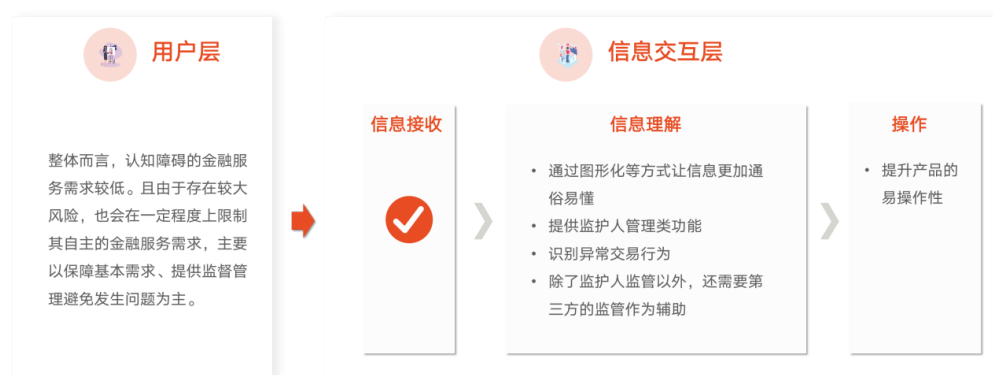 用户层
整体而言，认知障碍的金融服
务需求较低。且由于存在较大
风险，也会在一定程度上限制
其自主的金融服务需求，主要
以保障基本需求、提供监督管
理避免发生问题为主。
信息交互层
信息接收
信息理解
• 通过图形化等方式让信息更加通
俗易懂
• 提供监护人管理类功能
• 识别异常交易行为
• 除了监护人监管以外，还需要第
三方的监管作为辅助
操作
• 提升产品的
易操作性